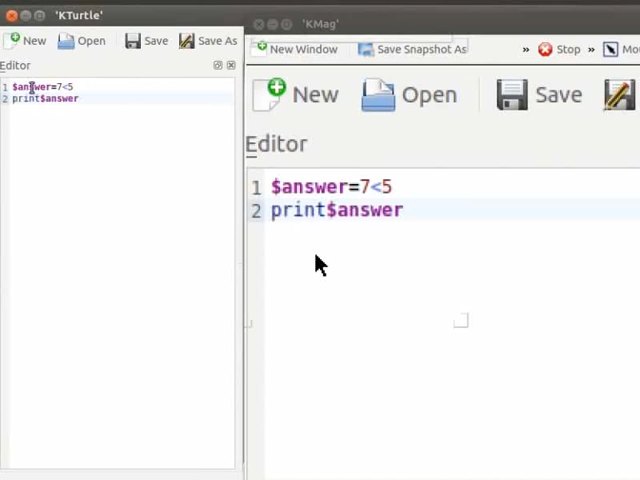 'KTurtle'
New Open Save Save As
Editor
1 $answer=7<5
2 print$answer
'KMag'
New Window Save Snapshot As » Stop » Mou
New Open Save
Editor
1 $answer=7<5
2 print$answer